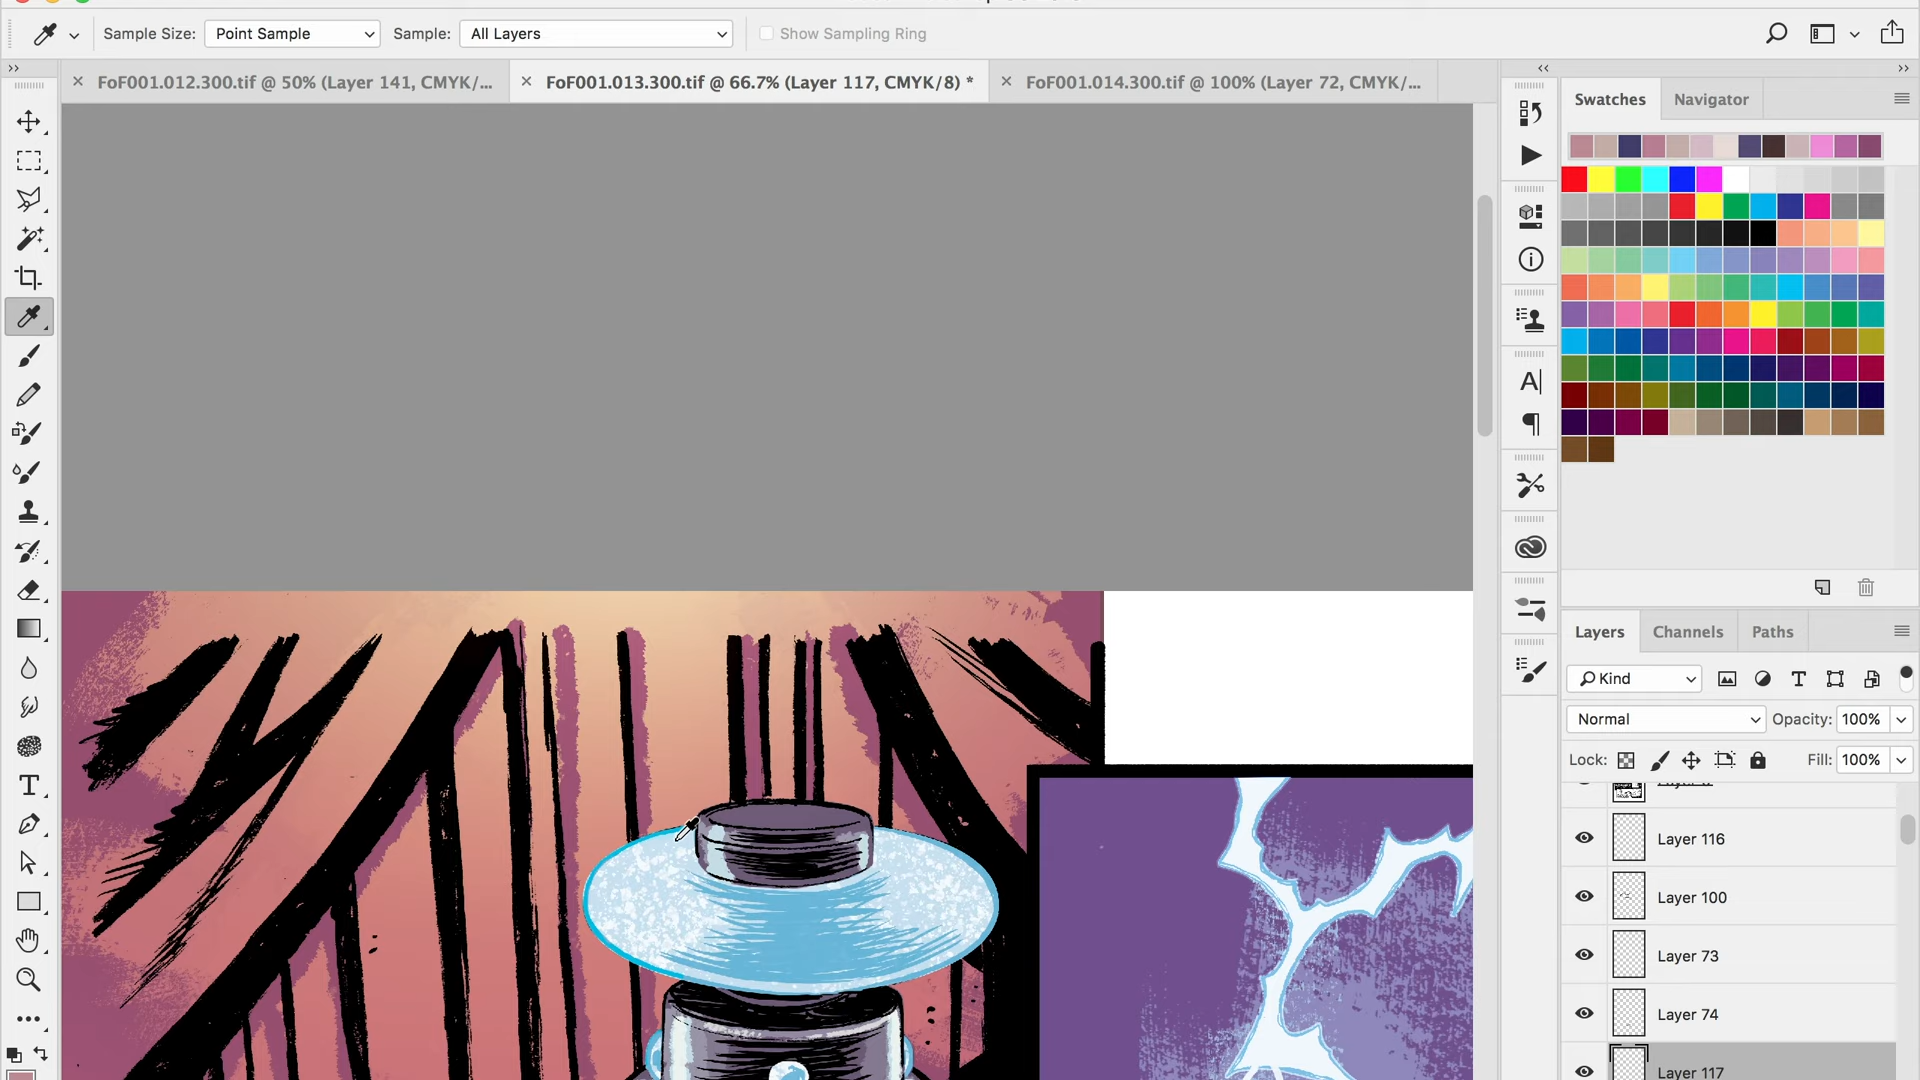 Sample Size: Point Sample Sample: All Layers Show Sampling Ring
FoF001.012.300.tif @ 50% (Layer 141, CMYK/... FoF001.013.300.tif @ 66.7% (Layer 117, CMYK/8) * FoF001.014.300.tif @ 100% (Layer 72, CMYK/...
Swatches Navigator
Layers Channels Paths
Kind
Normal Opacity: 100%
Lock: Fill: 100%
Layer 116
Layer 100
Layer 73
Layer 74
Layer 117